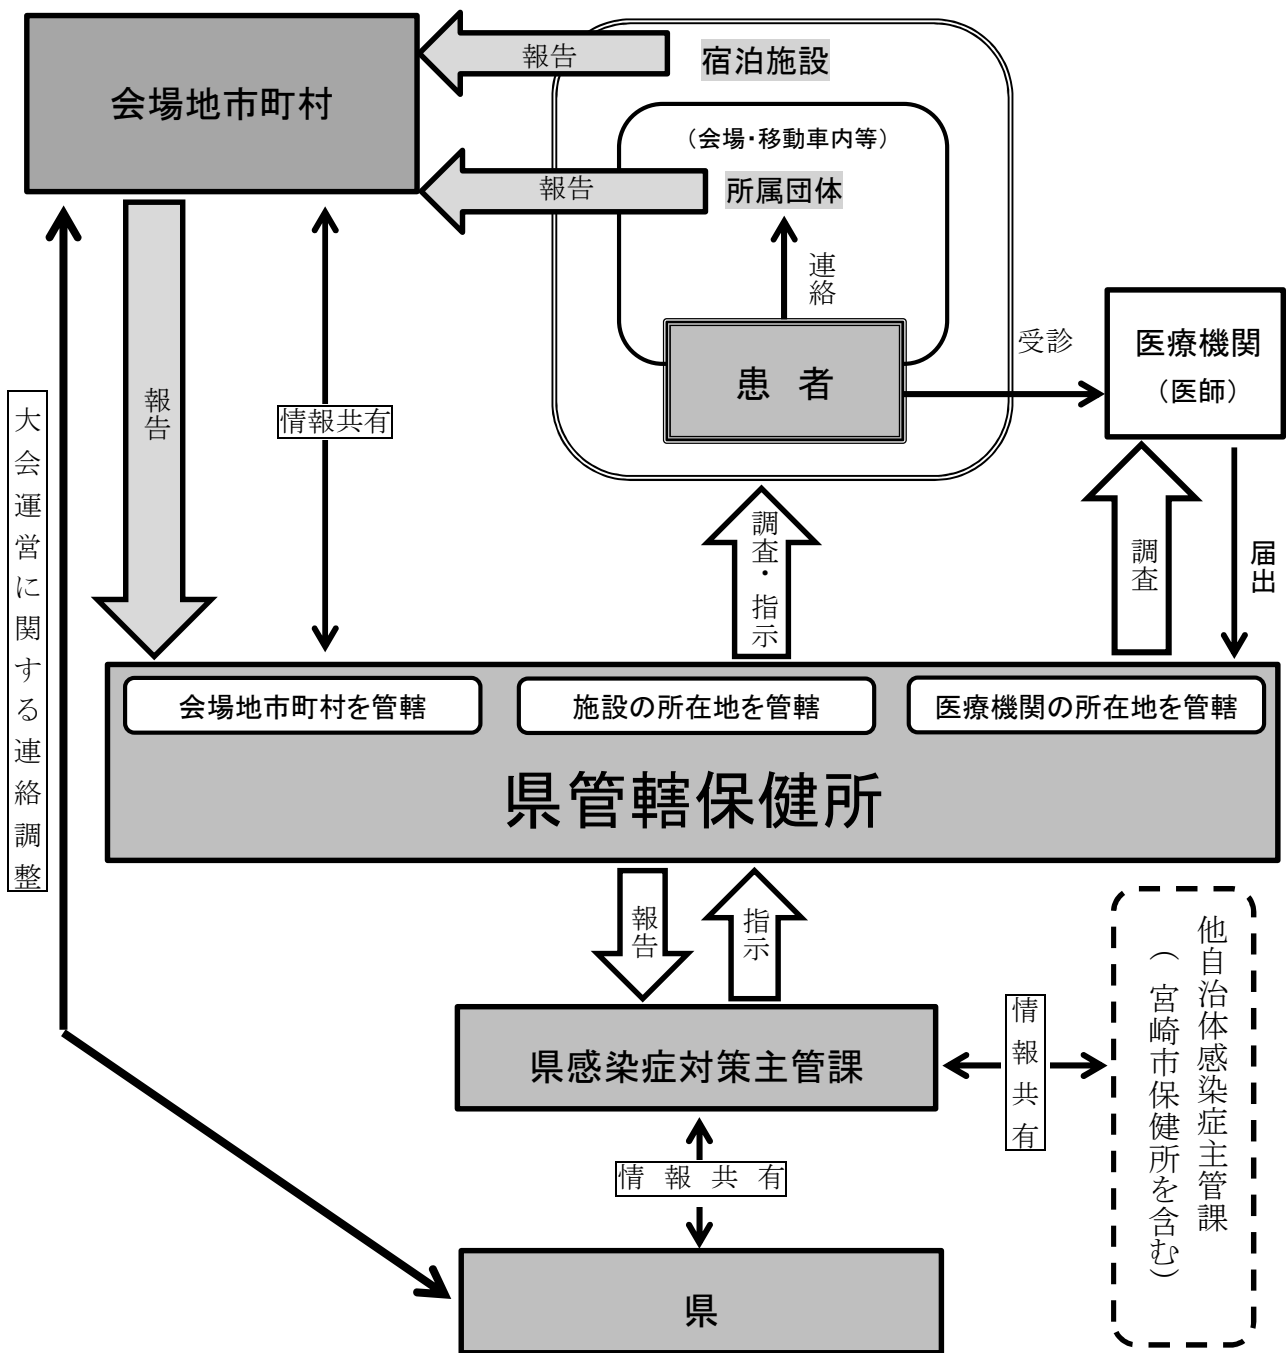 会場地市町村
報告
宿泊施設
(会場・移動車内等)
報告
所属団体
連絡
患者
受診
医療機関
(医師)
報告
情報共有
大会運営に関する連絡調整
調査・指示
調査
届出
会場地市町村を管轄
施設の所在地を管轄
医療機関の所在地を管轄
県管轄保健所
報告
指示
県感染症対策主管課
情報共有
他自治体感染症主管課
(宮崎市保健所を含む)
情報共有
県